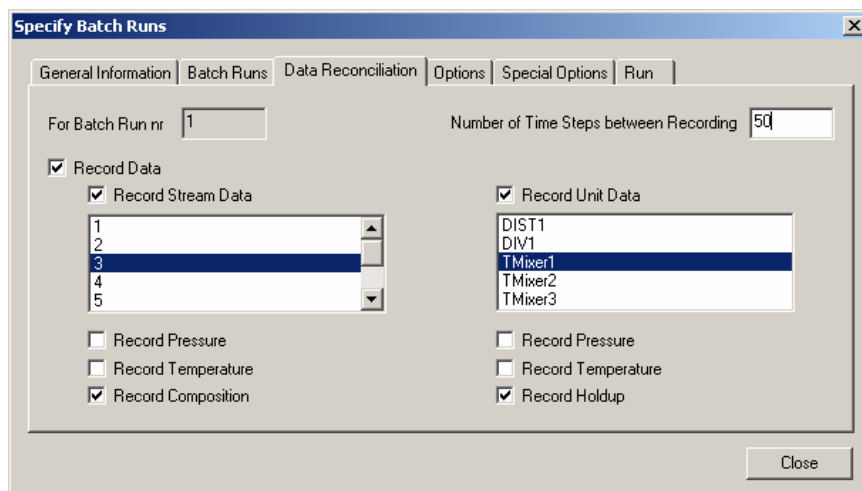 Specify Batch Runs
General Information Batch Runs Data Reconciliation Options Special Options Run
For Batch Run nr 1 Number of Time Steps between Recording 50
Record Data
Record Stream Data Record Unit Data
1 DIST1
2 DIV1
3 TMixer1
4 TMixer2
5 TMixer3
Record Pressure Record Pressure
Record Temperature Record Temperature
Record Composition Record Holdup
Close